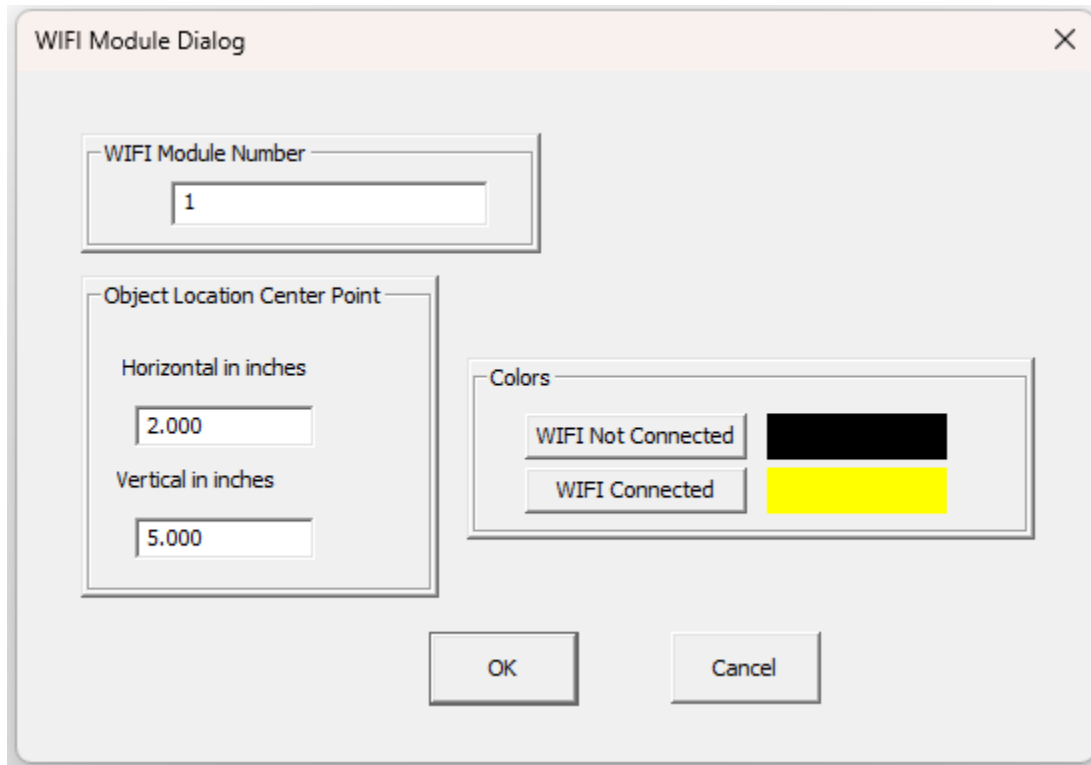 WIFI Module Dialog
WIFI Module Number
1
Object Location Center Point
Horizontal in inches
2.000
Vertical in inches
5.000
Colors
WIFI Not Connected
WIFI Connected
OK
Cancel